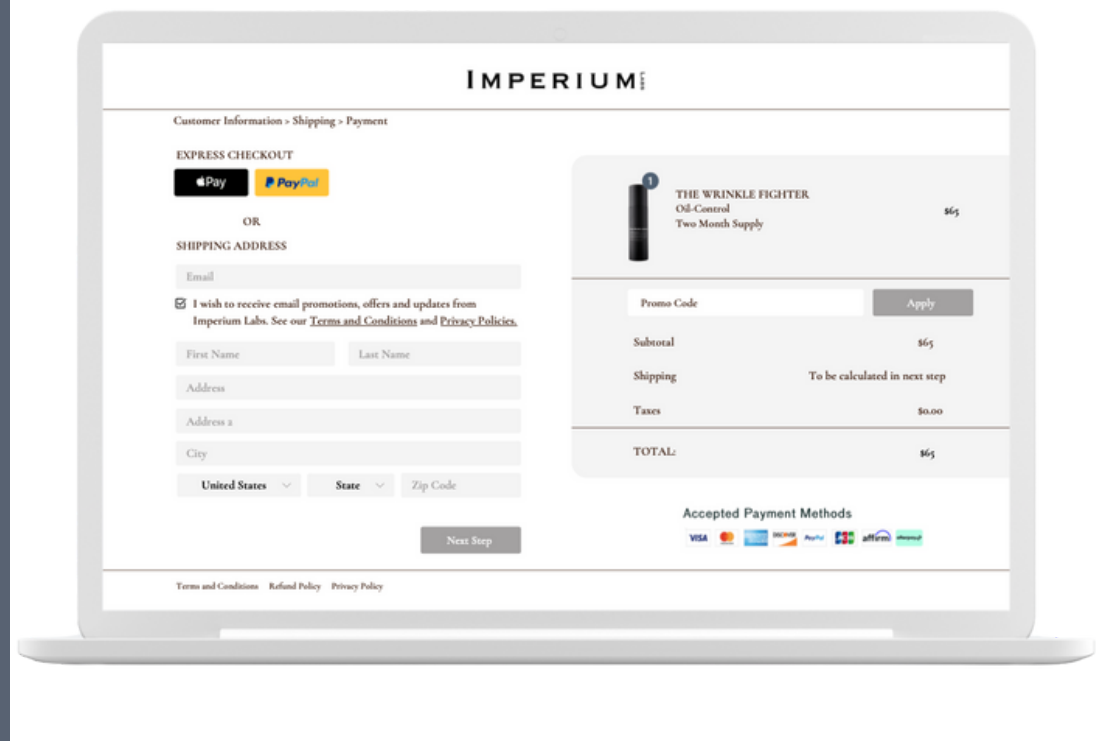 IMPERIUM LABS
Customer Information > Shipping > Payment
EXPRESS CHECKOUT
Pay
PayPal
OR
SHIPPING ADDRESS
Email
I wish to receive email promotions, offers and updates from
Imperium Labs. See our Terms and Conditions and Privacy Policies.
First Name
Last Name
Address
Address 2
City
United States
State
Zip Code
Next Step
1
THE WRINKLE FIGHTER
Oil-Control
$65
Two Month Supply
Promo Code
Apply
Subtotal
$65
Shipping
To be calculated in next step
Taxes
$0.00
TOTAL:
$65
Accepted Payment Methods
VISA
DISCOVER
PayPal
JCB
affirm
afterpay
Terms and Conditions
Refund Policy
Privacy Policy